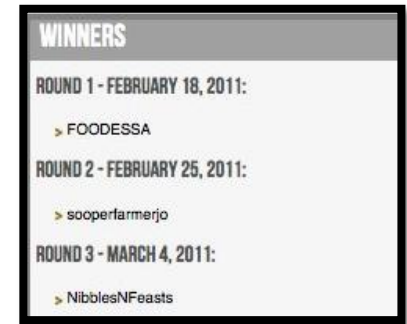 WINNERS
ROUND 1 - FEBRUARY 18, 2011:
> FOODESSA
ROUND 2 - FEBRUARY 25, 2011:
> sooperfarmerjo
ROUND 3 - MARCH 4, 2011:
> NibblesNFeasts